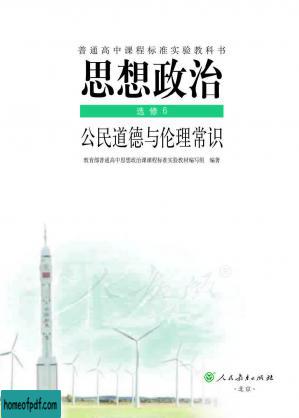 普通高中课程标准实验教科书
思想政治
选修 6
公民道德与伦理常识
教育部普通高中思想政治课课程标准实验教材编写组 编著
人民教育出版社
·北京·
homeofpdf.com